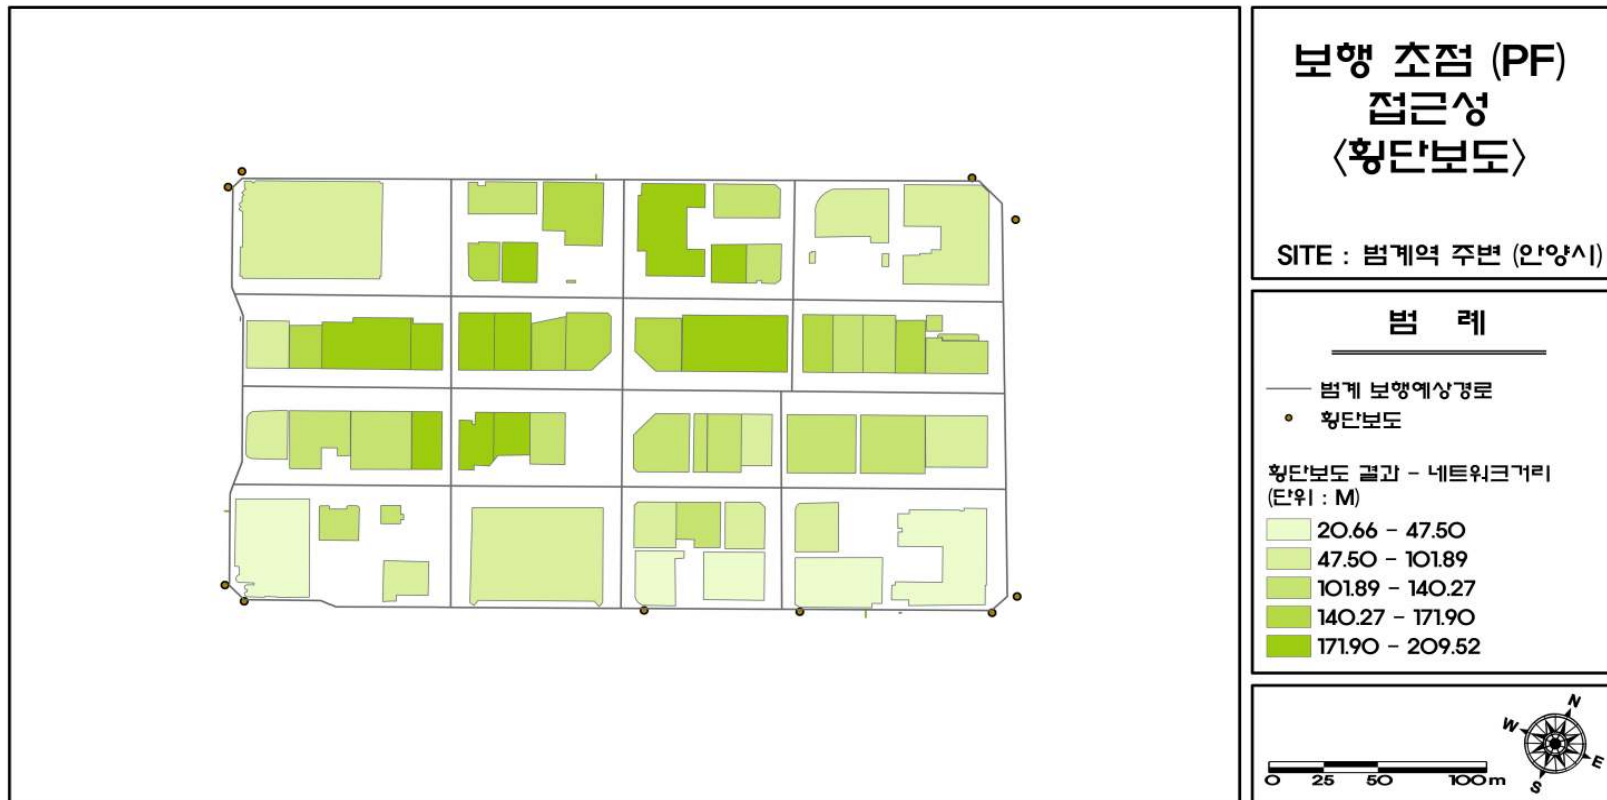 보행 초점 (PF)
접근성
〈횡단보도〉
SITE : 범계역 주변 (안양시)
범 례
범계 보행예상경로
횡단보도
횡단보도 결과 - 네트워크거리
(단위 : M)
20.66 - 47.50
47.50 - 101.89
101.89 - 140.27
140.27 - 171.90
171.90 - 209.52
N
W
E
S
0 25 50 100m